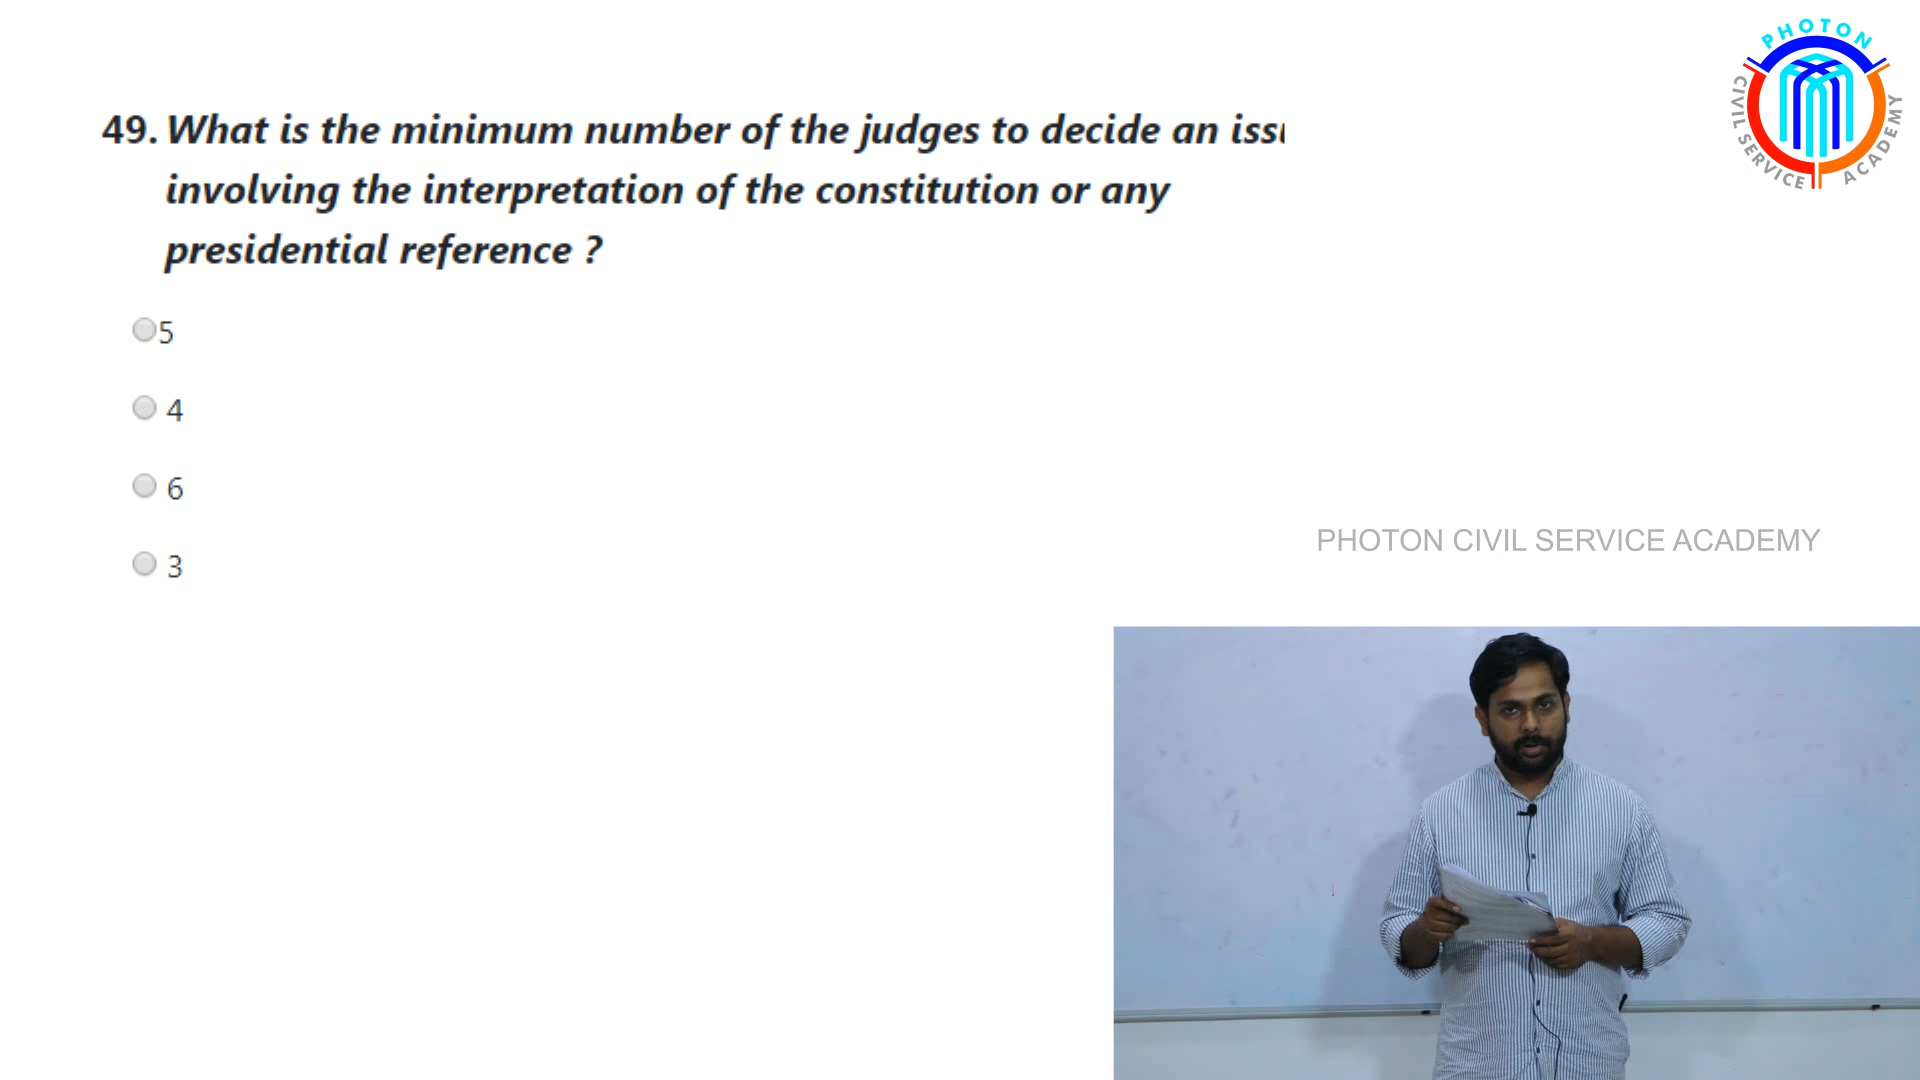 PHOTON
CIVIL SERVICE ACADEMY
49. What is the minimum number of the judges to decide an issu
involving the interpretation of the constitution or any
presidential reference ?
5
4
6
3
PHOTON CIVIL SERVICE ACADEMY